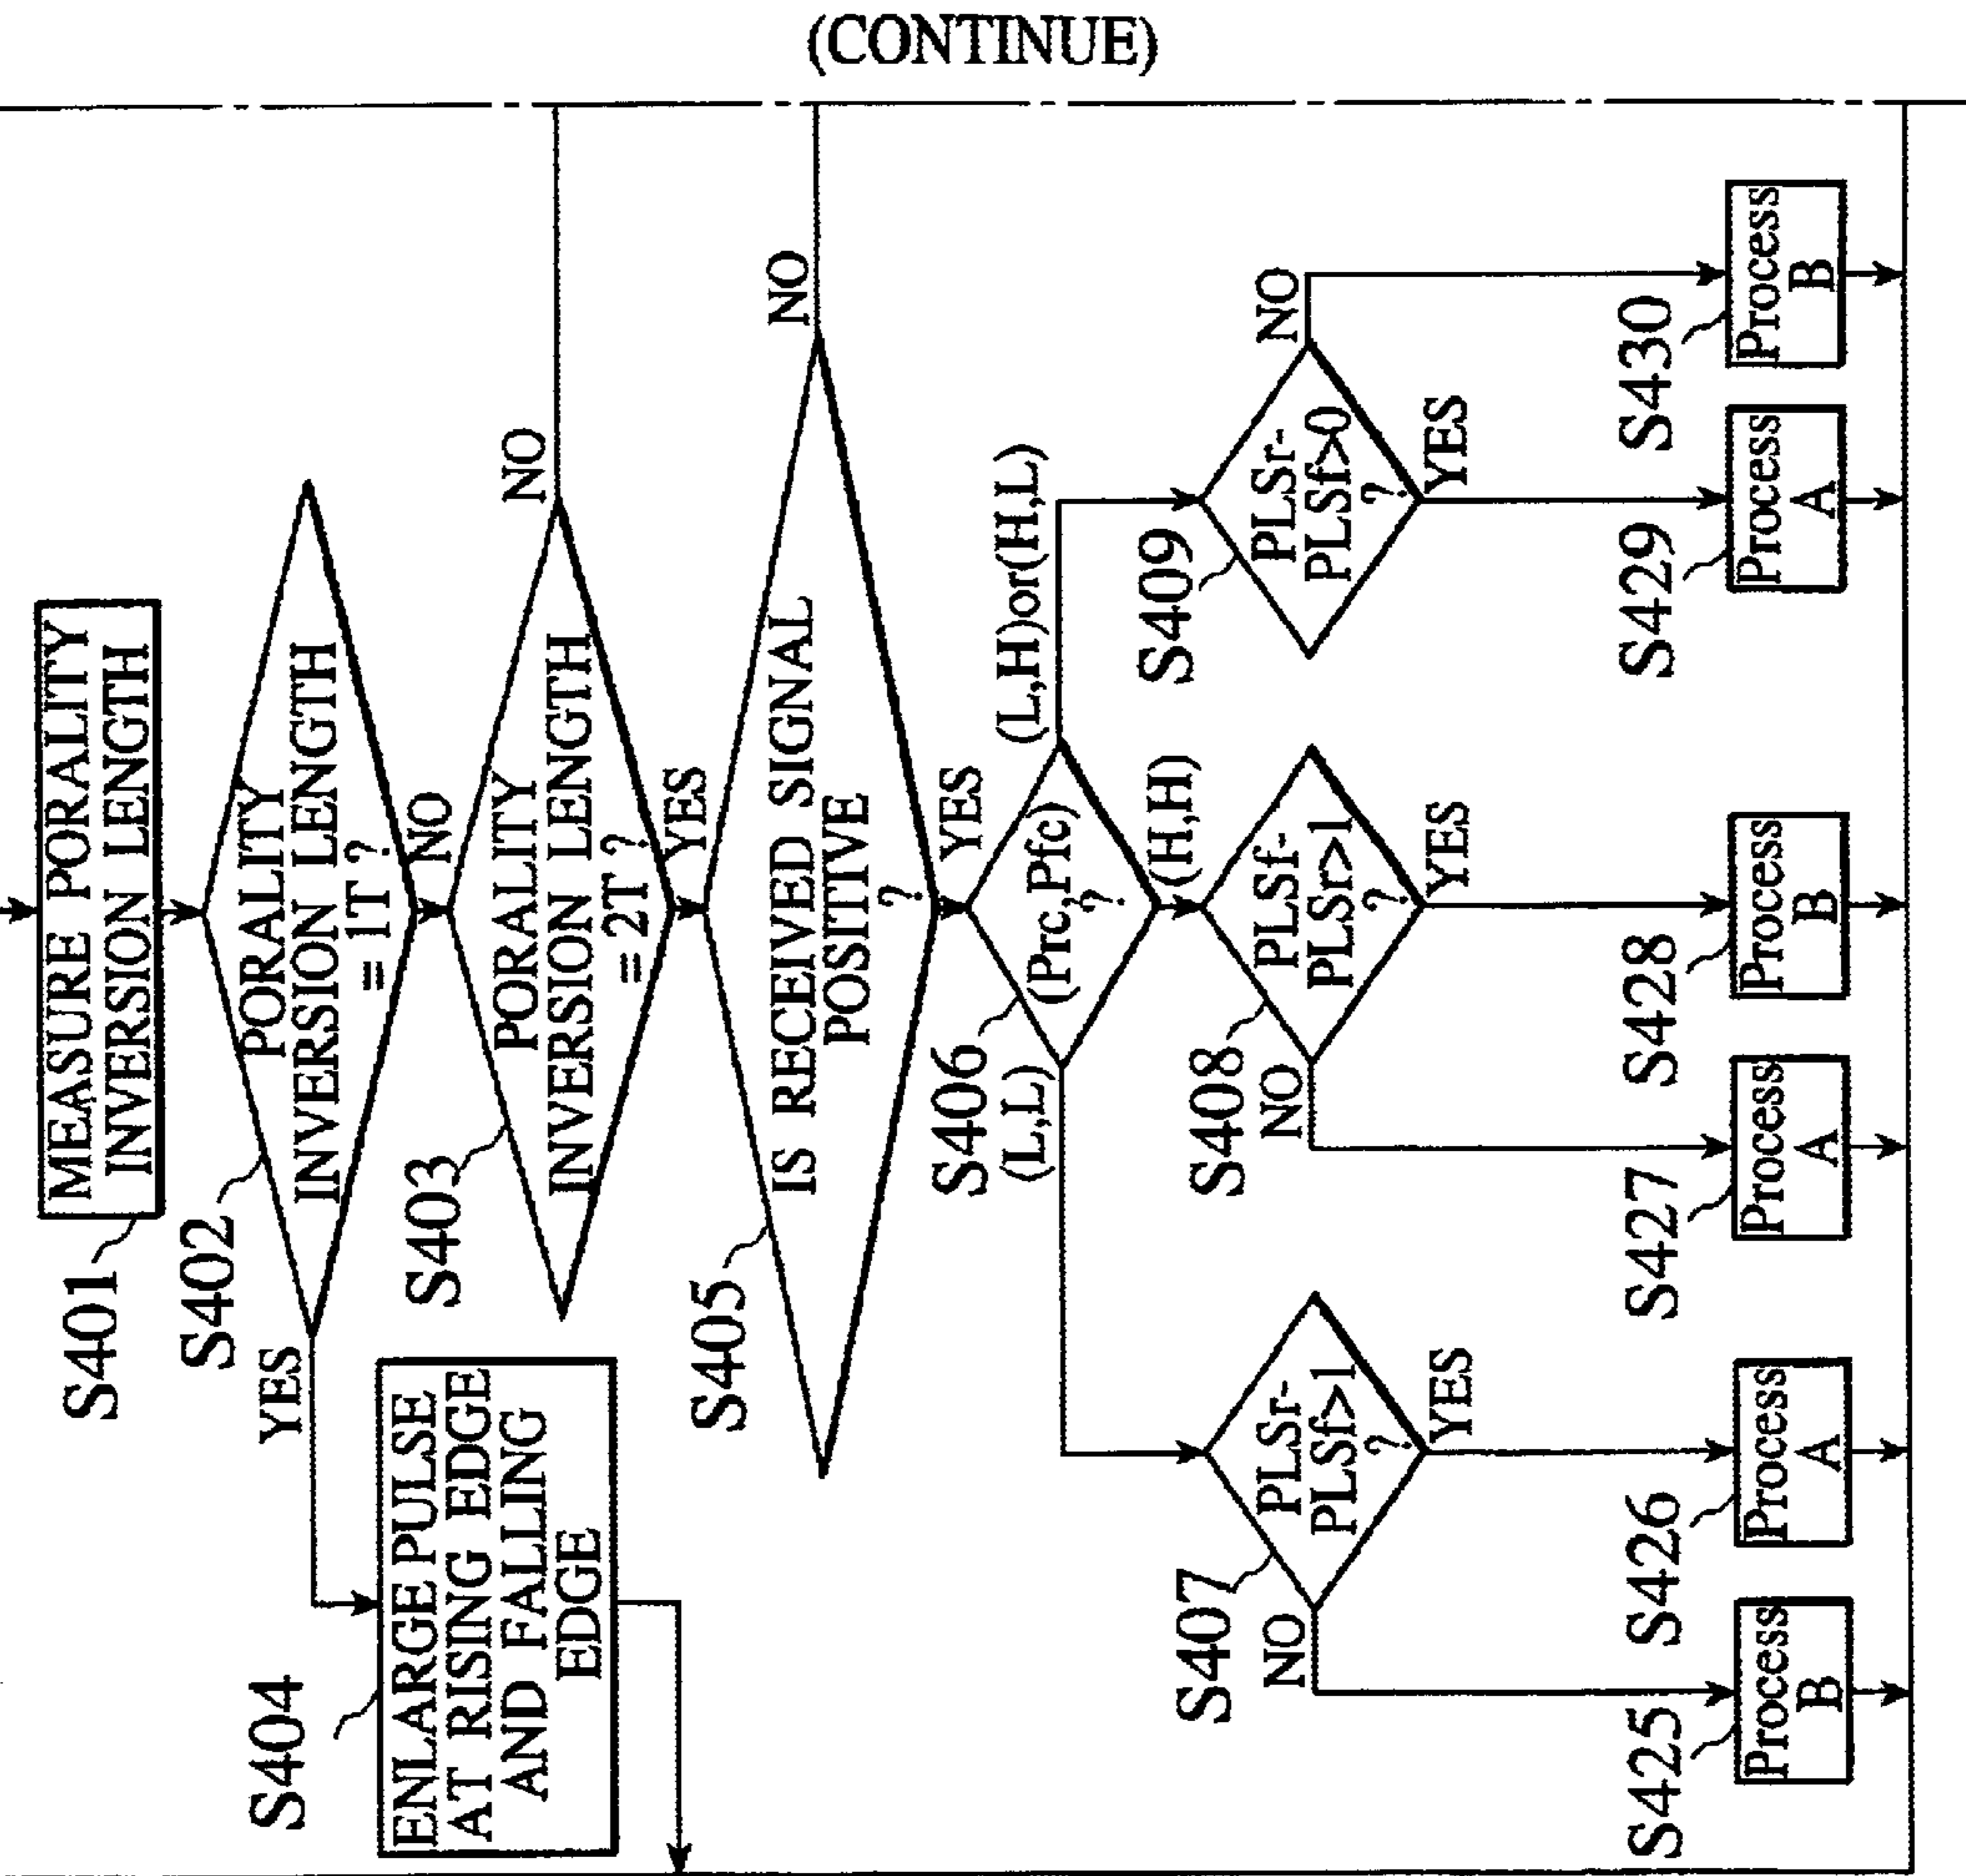 (CONTINUE)
S401
MEASURE PORALITY
INVERSION LENGTH
S402
PORALITY
INVERSION LENGTH
= 1T ?
YES
NO
S404
ENLARGE PULSE
AT RISING EDGE
AND FALLING
EDGE
S403
PORALITY
INVERSION LENGTH
=2T ?
NO
YES
S405
IS RECEIVED SIGNAL
POSITIVE
?
NO
YES
S406
(Prc,Pfc)
?
(L,L)
(H,H)
(L,H)or(H,L)
S407
PLSr-
PLSf>1
?
NO
YES
S408
PLSf-
PLSr>1
?
NO
YES
S409
PLSr-
PLSf>0
?
NO
YES
S425
Process
B
S426
Process
A
S427
Process
A
S428
Process
B
S429
Process
A
S430
Process
B